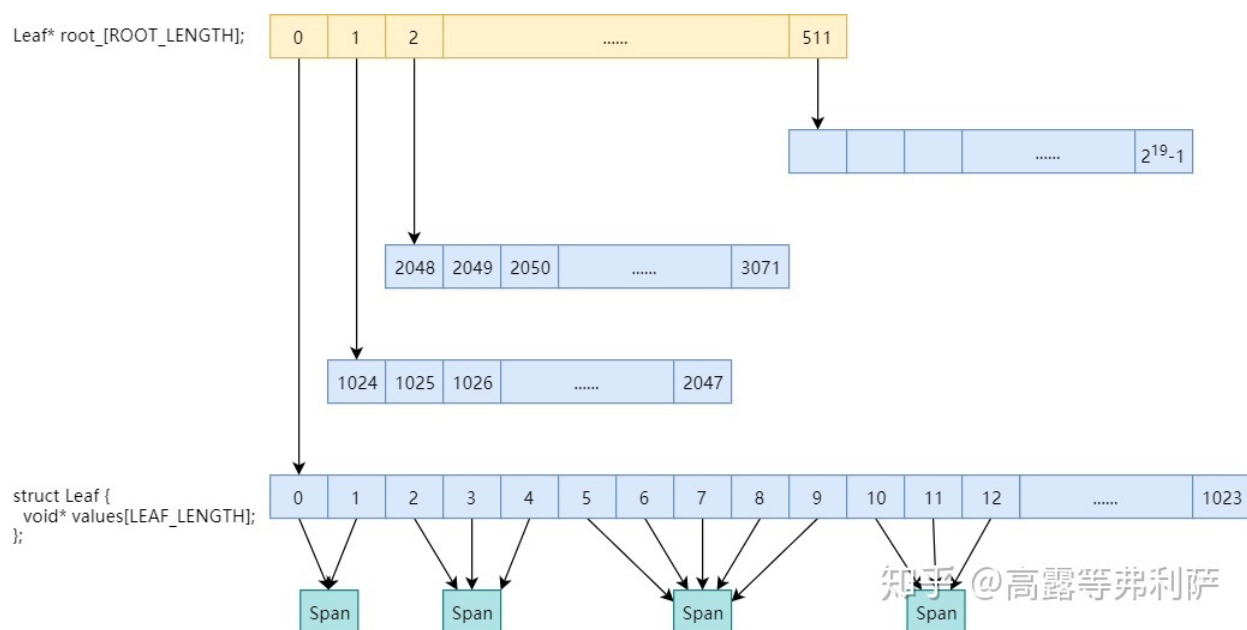 Leaf* root_[ROOT_LENGTH]; 0 1 2 ...... 511
...... 2¹⁹-1
2048 2049 2050 ...... 3071
1024 1025 1026 ...... 2047
struct Leaf {
void* values[LEAF_LENGTH];
};
0 1 2 3 4 5 6 7 8 9 10 11 12 ...... 1023
知乎 @高露等弗利萨
Span Span Span Span